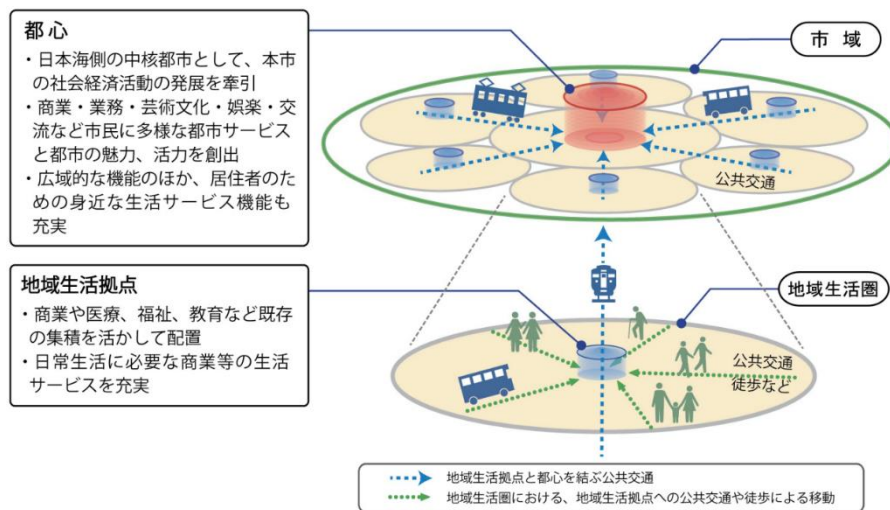 都心
・日本海側の中核都市として、本市
の社会経済活動の発展を牽引
・商業・業務・芸術文化・娯楽・交
流など市民に多様な都市サービス
と都市の魅力、活力を創出
・広域的な機能のほか、居住者のた
めの身近な生活サービス機能も
充実
市域
公共交通
地域生活拠点
・商業や医療、福祉、教育など既存
の集積を活かして配置
・日常生活に必要な商業等の生活
サービスを充実
地域生活圏
公共交通
徒歩など
地域生活拠点と都心を結ぶ公共交通
地域生活圏における、地域生活拠点への公共交通や徒歩による移動